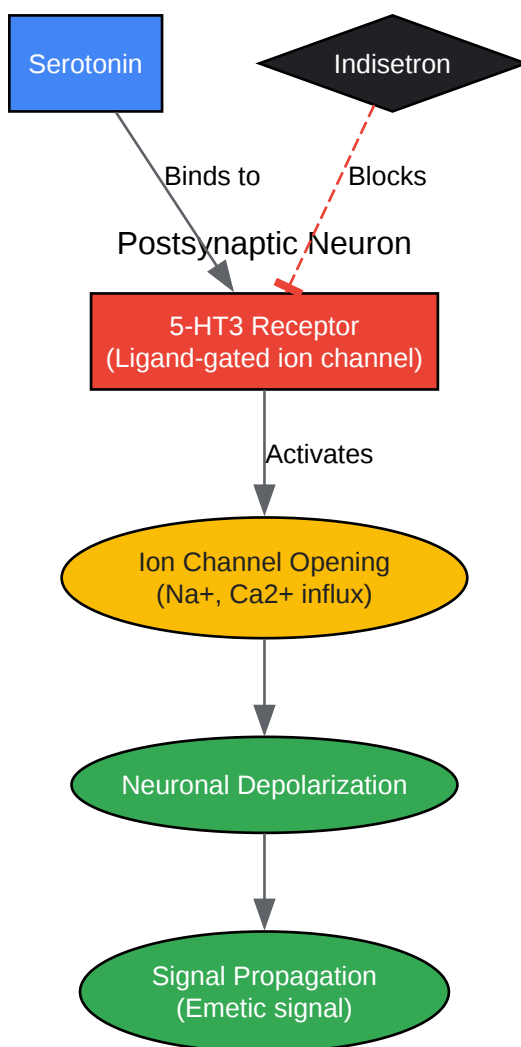 Serotonin
Indisetron
Binds to
Blocks
Postsynaptic Neuron
5-HT3 Receptor
(Ligand-gated ion channel)
Activates
Ion Channel Opening
(Na+, Ca2+ influx)
Neuronal Depolarization
Signal Propagation
(Emetic signal)